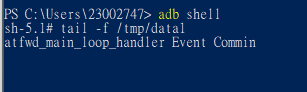 PS C:\Users\23002747> adb shell
sh-5.1# tail -f /tmp/data1
atfwd_main_loop_handler Event Commin